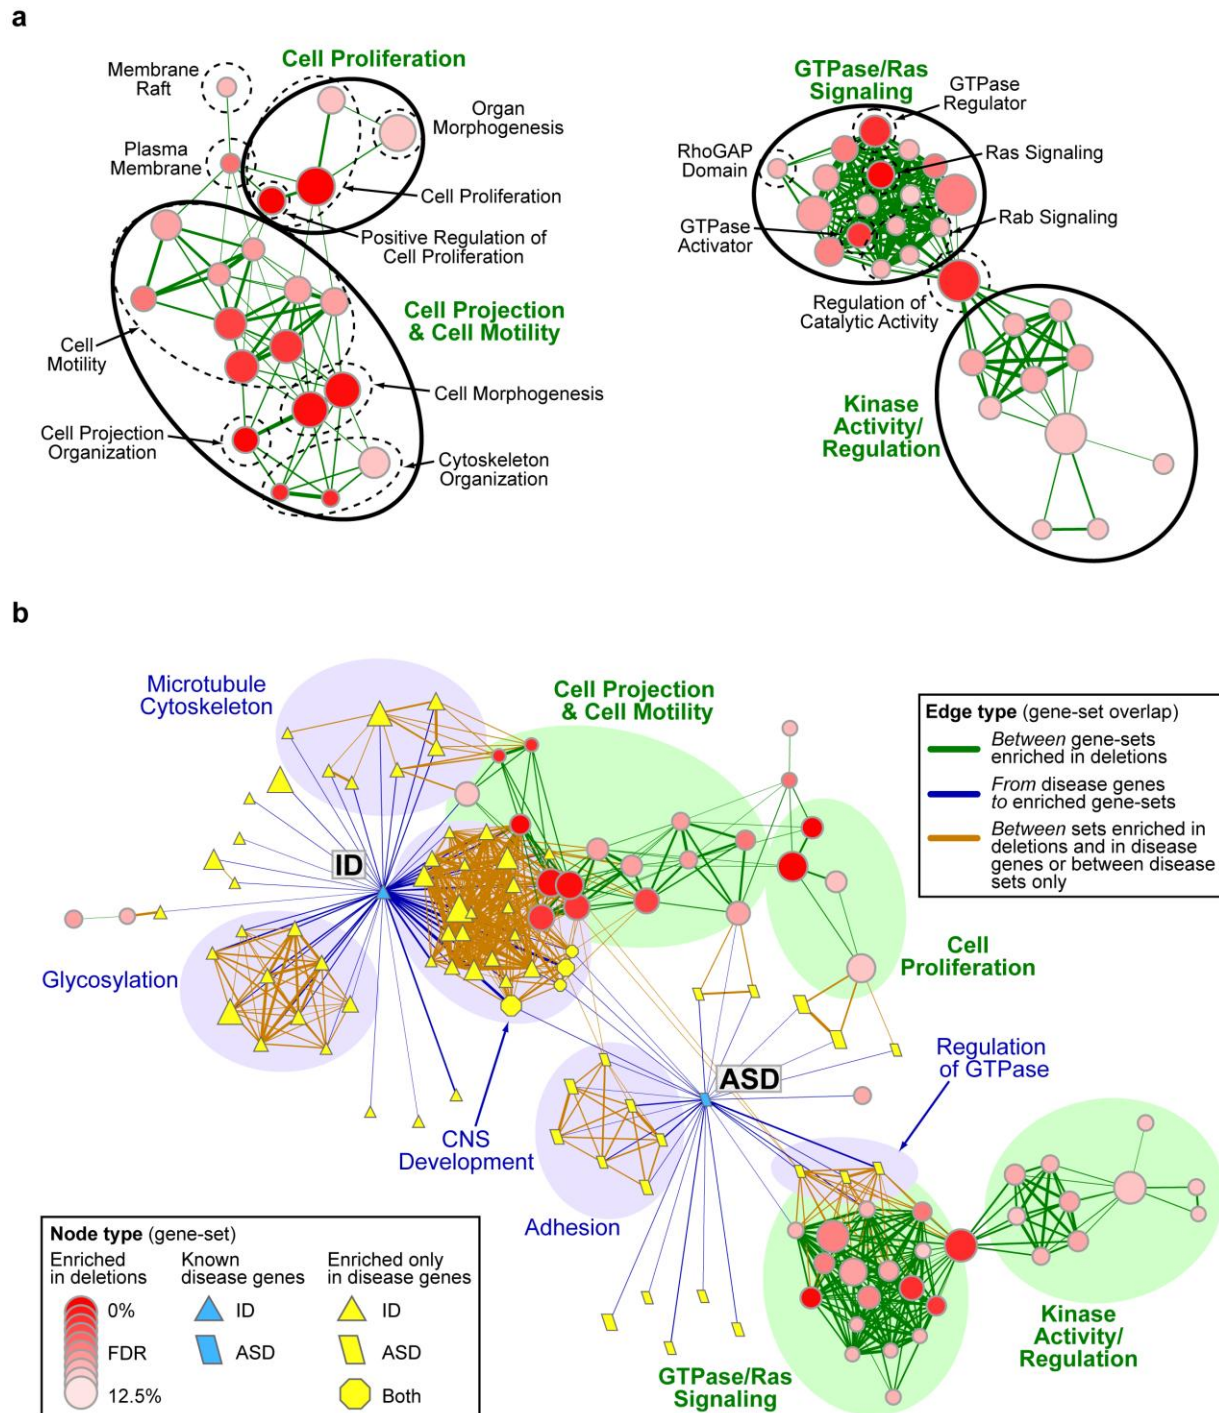 a
Cell Proliferation
Membrane
Raft
Organ
Morphogenesis
Plasma
Membrane
Cell Proliferation
Positive Regulation of
Cell Proliferation
Cell Projection
& Cell Motility
Cell
Motility
Cell Morphogenesis
Cell Projection
Organization
Cytoskeleton
Organization
GTPase/Ras
Signaling
GTPase
Regulator
RhoGAP
Domain
Ras Signaling
GTPase
Activator
Rab Signaling
Regulation of
Catalytic Activity
Kinase
Activity/
Regulation
b
Microtubule
Cytoskeleton
Cell Projection
& Cell Motility
Edge type (gene-set overlap)
Between gene-sets
enriched in deletions
From disease genes
to enriched gene-sets
Between sets enriched in
deletions and in disease
genes or between disease
sets only
ID
Glycosylation
Cell
Proliferation
ASD
Regulation
of GTPase
CNS
Development
Adhesion
Kinase
Activity/
Regulation
GTPase/Ras
Signaling
Node type (gene-set)
Enriched
in deletions
Known
disease genes
Enriched only
in disease genes
0%
ID
ID
FDR
ASD
ASD
12.5%
Both